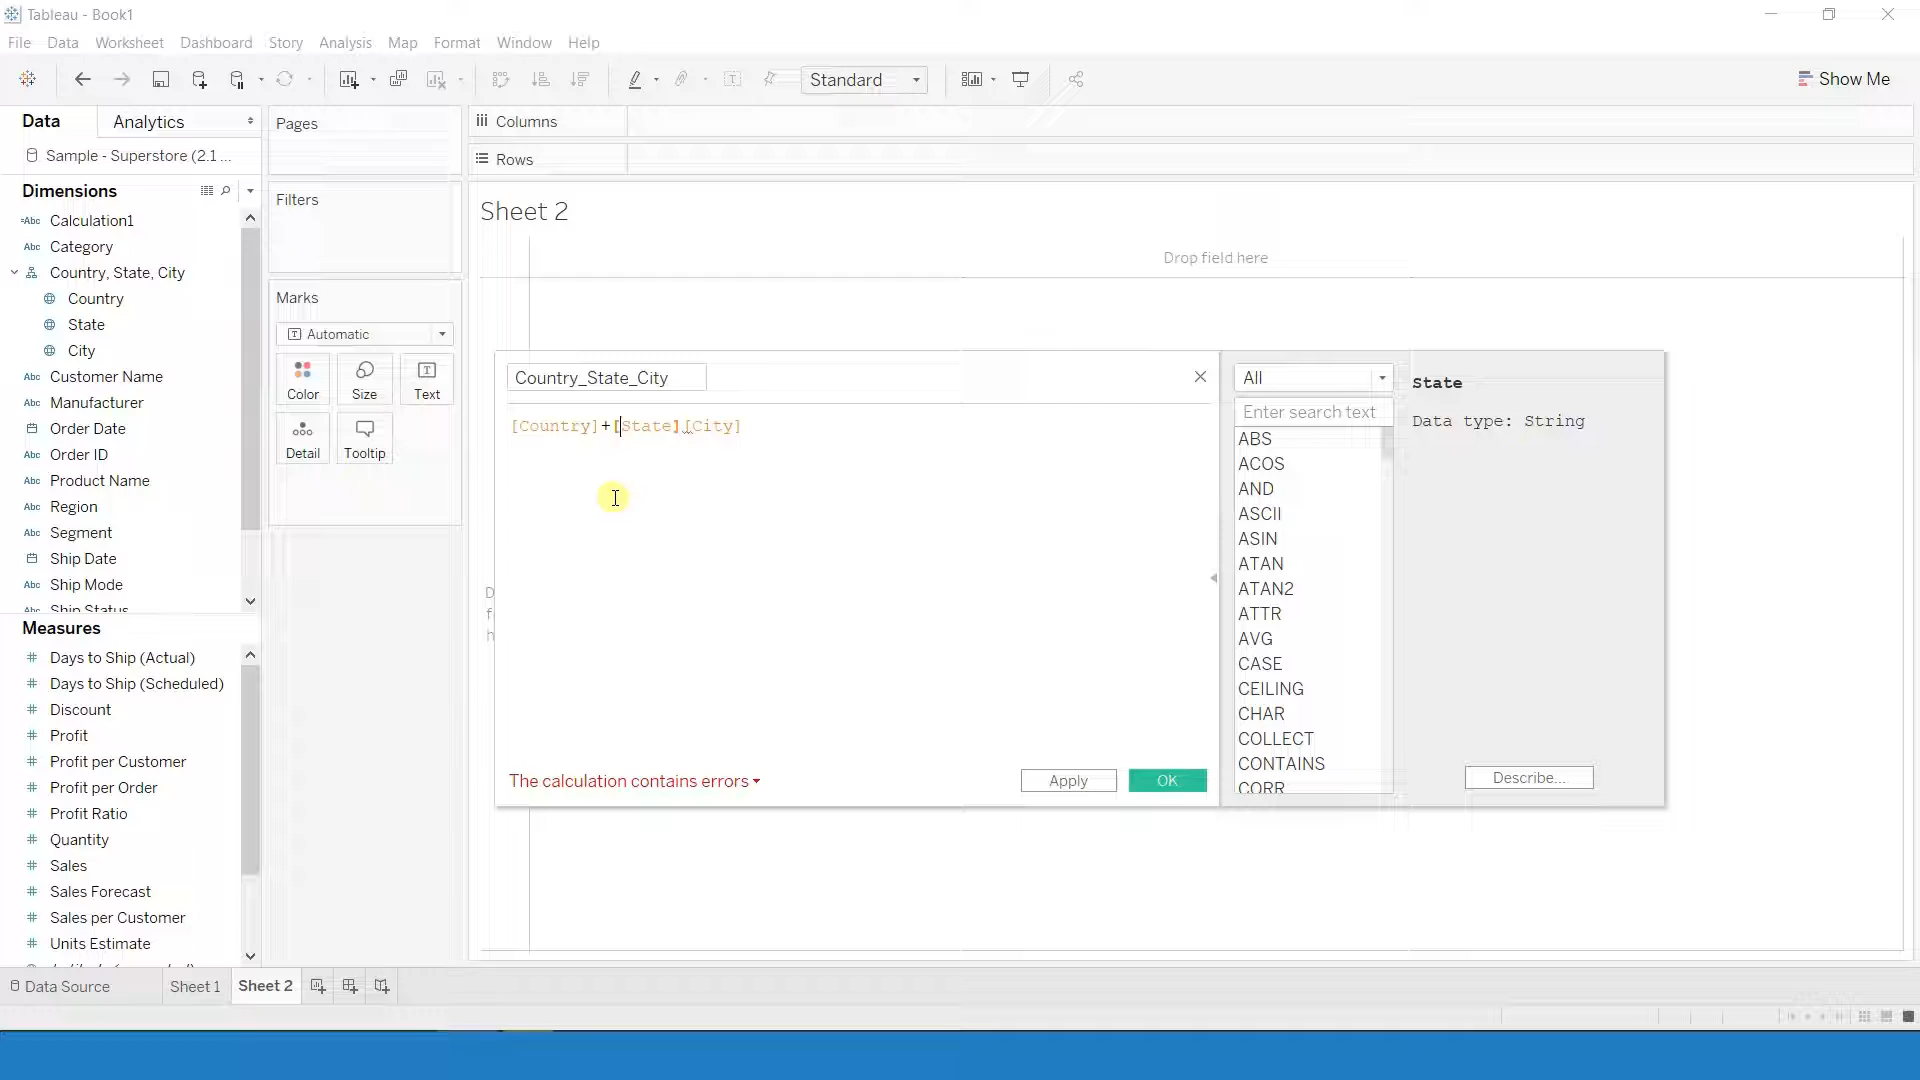 Tableau - Book1
File Data Worksheet Dashboard Story Analysis Map Format Window Help
Standard
Show Me
Data
Analytics
Sample - Superstore (2.1 ...
Dimensions
Calculation1
Category
Country, State, City
Country
State
City
Customer Name
Manufacturer
Order Date
Order ID
Product Name
Region
Segment
Ship Date
Ship Mode
Ship Status
Measures
Days to Ship (Actual)
Days to Ship (Scheduled)
Discount
Profit
Profit per Customer
Profit per Order
Profit Ratio
Quantity
Sales
Sales Forecast
Sales per Customer
Units Estimate
Pages
Filters
Marks
Automatic
Color Size Text
Detail Tooltip
Columns
Rows
Sheet 2
Drop field here
Country_State_City
[Country]+[State][City]
The calculation contains errors
Apply
OK
All
Enter search text
ABS
ACOS
AND
ASCII
ASIN
ATAN
ATAN2
ATTR
AVG
CASE
CEILING
CHAR
COLLECT
CONTAINS
CORR
State
Data type: String
Describe...
Data Source
Sheet 1
Sheet 2